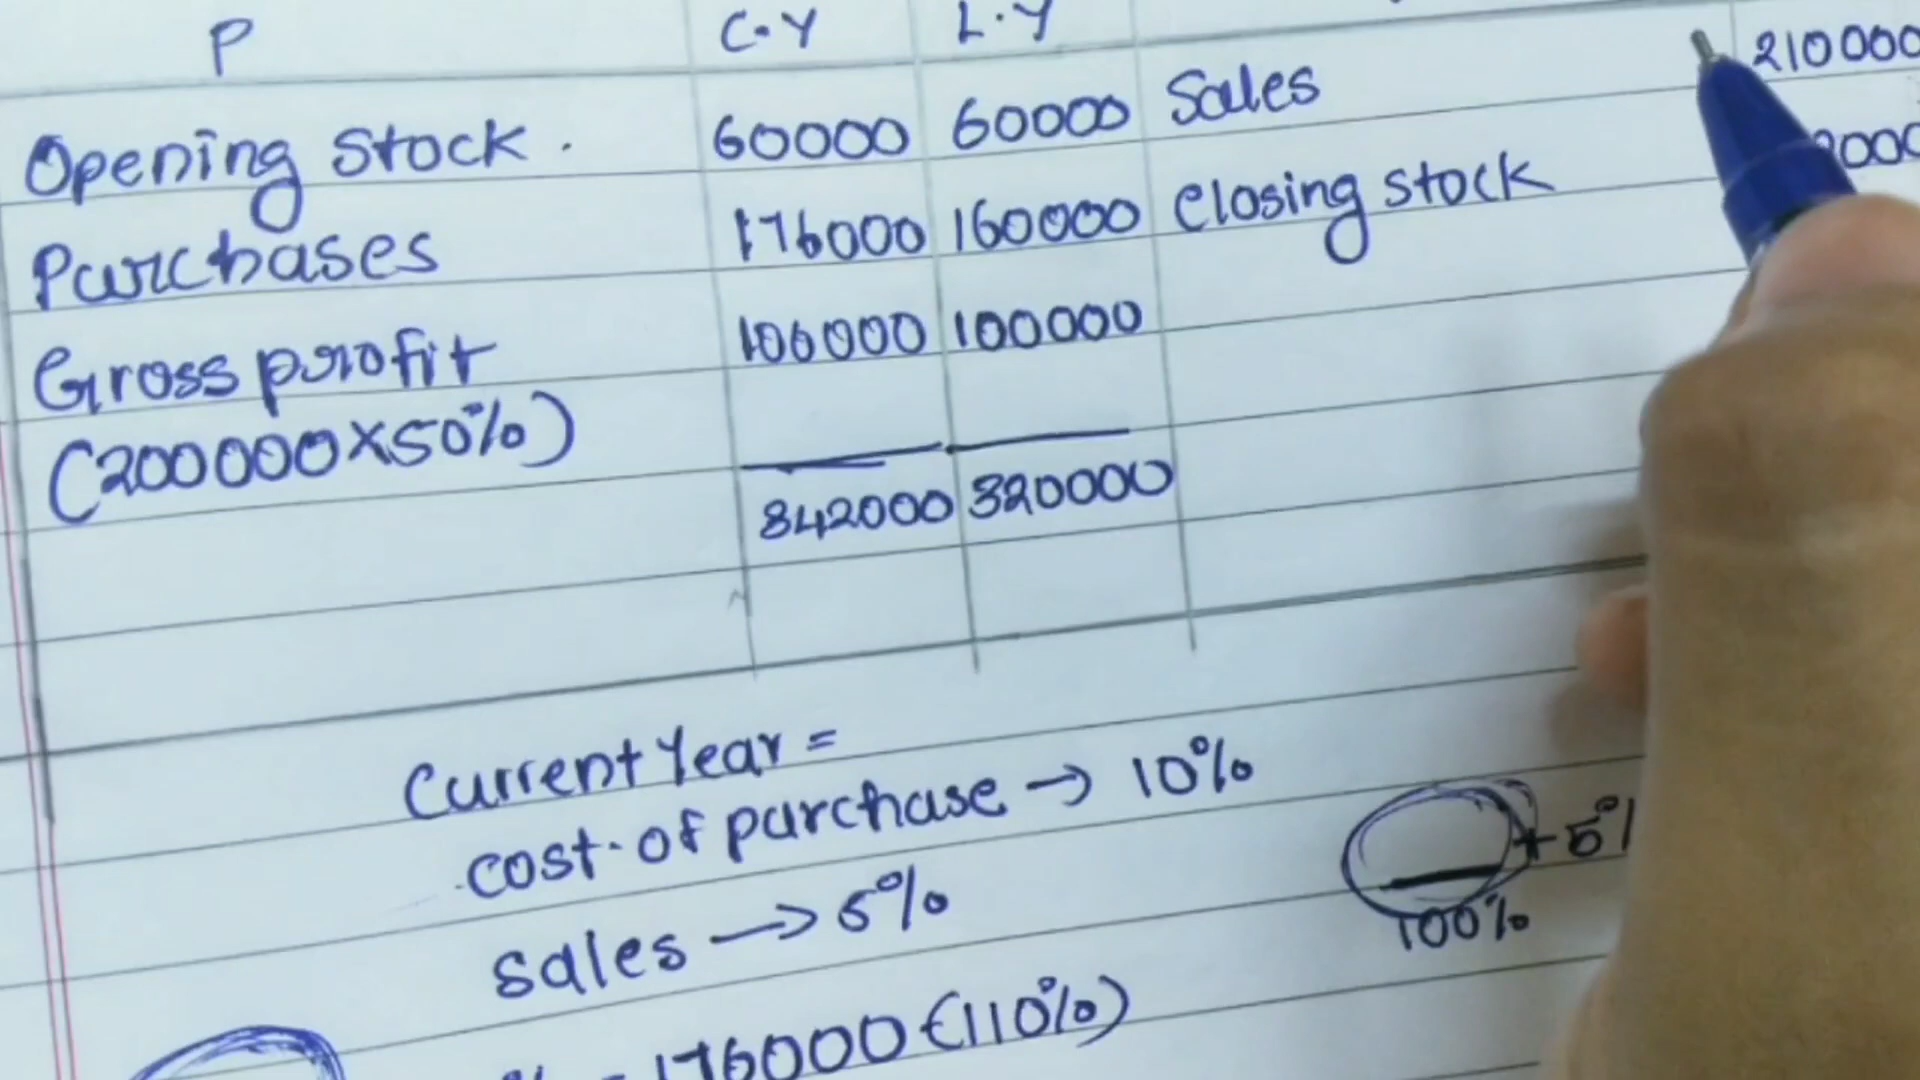 P C.Y L.Y
Opening Stock. 60000 60000 Sales 210000
Purchases 176000 160000 Closing stock
Gross profit 106000 100000
(200000×50%)
342000 320000
Current Year =
cost.of purchase → 10%
sales → 5%
+5%
100%
176000 (110%)